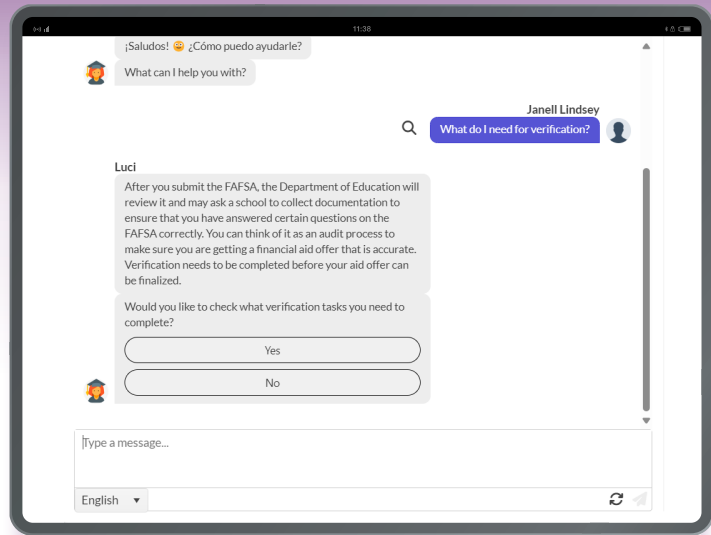 11:38
¡Saludos! 😀 ¿Cómo puedo ayudarle?
What can I help you with?
Janell Lindsey
What do I need for verification?
Luci
After you submit the FAFSA, the Department of Education will
review it and may ask a school to collect documentation to
ensure that you have answered certain questions on the
FAFSA correctly. You can think of it as an audit process to
make sure you are getting a financial aid offer that is accurate.
Verification needs to be completed before your aid offer can
be finalized.
Would you like to check what verification tasks you need to
complete?
Yes
No
Type a message...
English